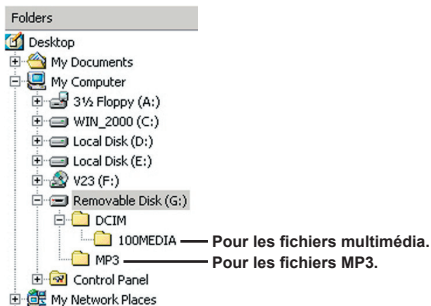 Folders
Desktop
My Documents
My Computer
3½ Floppy (A:)
WIN_2000 (C:)
Local Disk (D:)
Local Disk (E:)
V23 (F:)
Removable Disk (G:)
DCIM
100MEDIA Pour les fichiers multimédia.
MP3 Pour les fichiers MP3.
Control Panel
My Network Places